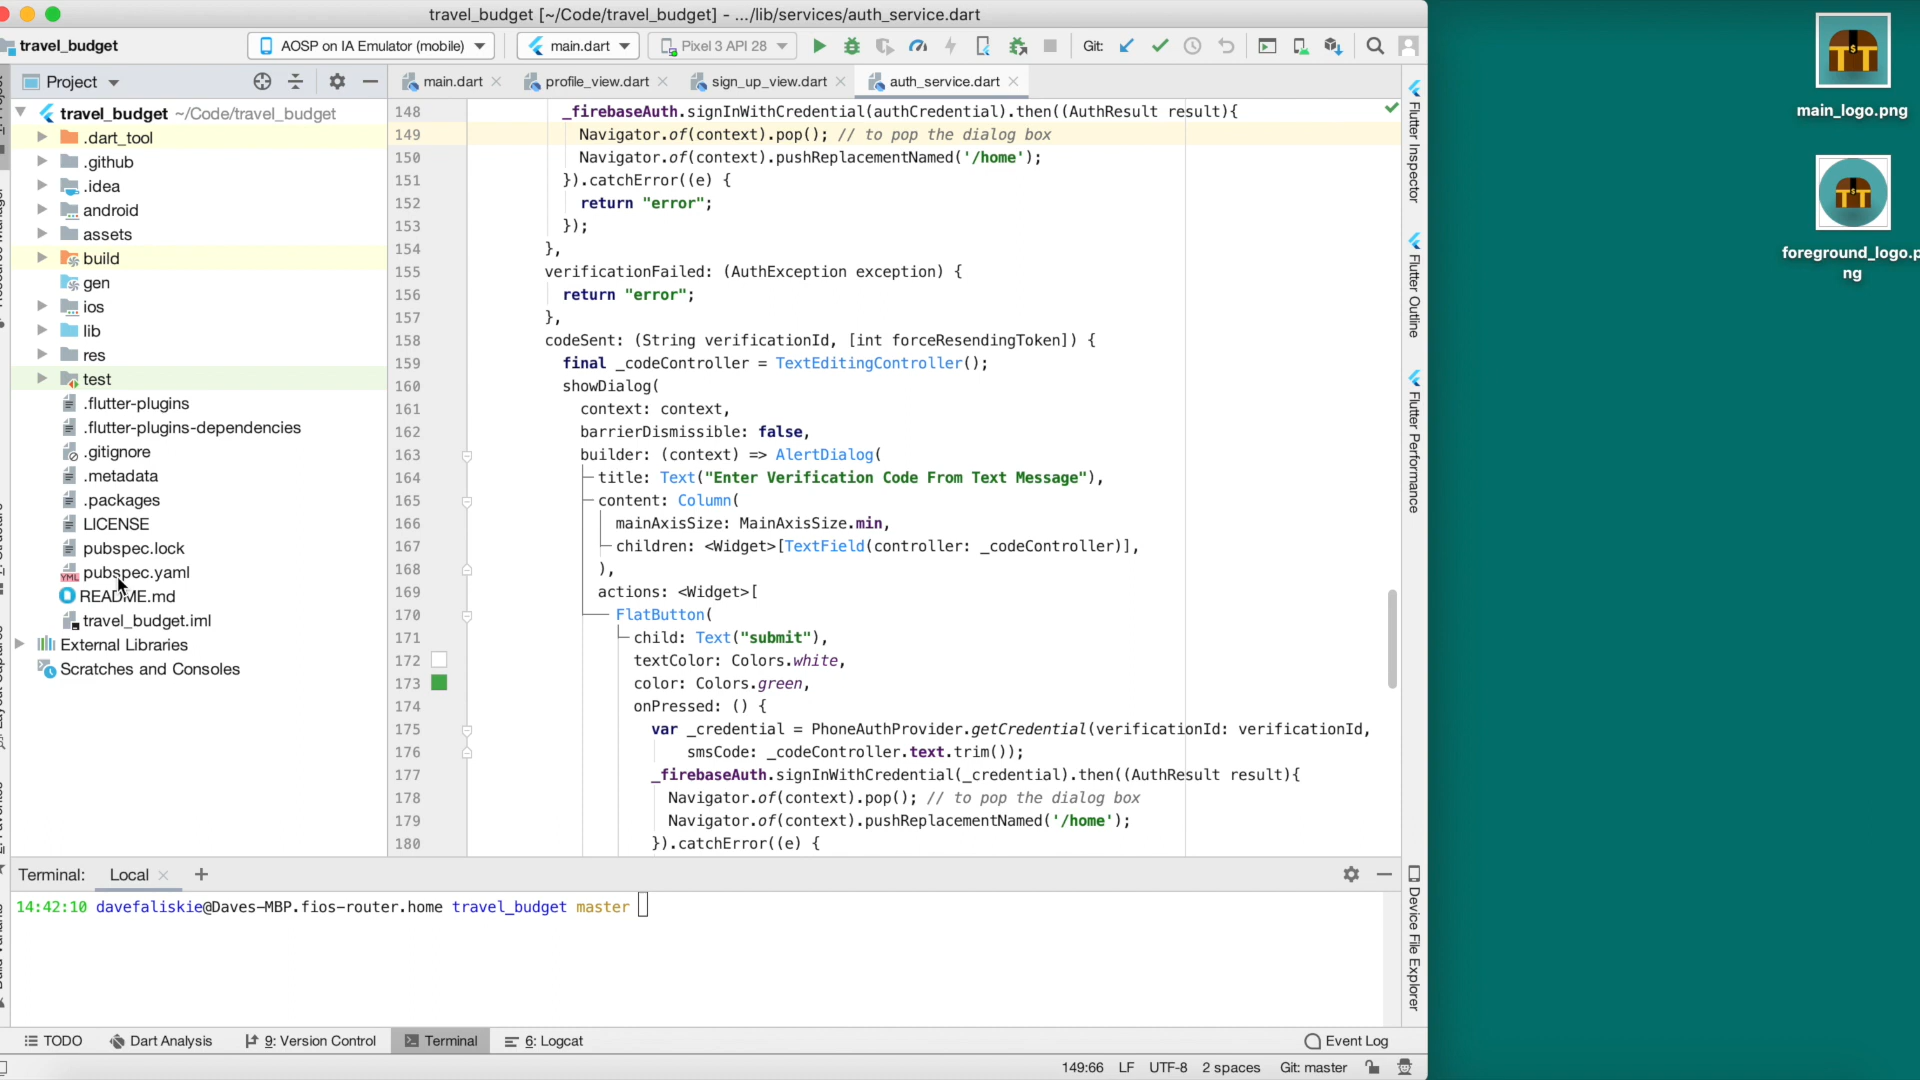 travel_budget [~/Code/travel_budget] - .../lib/services/auth_service.dart
travel_budget
AOSP on IA Emulator (mobile)
main.dart
Pixel 3 API 28
Git:
Project
main.dart
profile_view.dart
sign_up_view.dart
auth_service.dart
travel_budget ~/Code/travel_budget
.dart_tool
.github
.idea
android
assets
build
gen
ios
lib
res
test
.flutter-plugins
.flutter-plugins-dependencies
.gitignore
.metadata
.packages
LICENSE
pubspec.lock
pubspec.yaml
README.md
travel_budget.iml
External Libraries
Scratches and Consoles
148 _firebaseAuth.signInWithCredential(authCredential).then((AuthResult result){
149 Navigator.of(context).pop(); // to pop the dialog box
150 Navigator.of(context).pushReplacementNamed('/home');
151 }).catchError((e) {
152 return "error";
153 });
154 },
155 verificationFailed: (AuthException exception) {
156 return "error";
157 },
158 codeSent: (String verificationId, [int forceResendingToken]) {
159 final _codeController = TextEditingController();
160 showDialog(
161 context: context,
162 barrierDismissible: false,
163 builder: (context) => AlertDialog(
164 title: Text("Enter Verification Code From Text Message"),
165 content: Column(
166 mainAxisSize: MainAxisSize.min,
167 children: <Widget>[TextField(controller: _codeController)],
168 ),
169 actions: <Widget>[
170 FlatButton(
171 child: Text("submit"),
172 textColor: Colors.white,
173 color: Colors.green,
174 onPressed: () {
175 var _credential = PhoneAuthProvider.getCredential(verificationId: verificationId,
176 smsCode: _codeController.text.trim());
177 _firebaseAuth.signInWithCredential(_credential).then((AuthResult result){
178 Navigator.of(context).pop(); // to pop the dialog box
179 Navigator.of(context).pushReplacementNamed('/home');
180 }).catchError((e) {
Flutter Inspector
Flutter Outline
Flutter Performance
Device File Explorer
main_logo.png
foreground_logo.p
ng
Terminal:
Local
+
14:42:10 davefaliskie@Daves-MBP.fios-router.home travel_budget master
TODO
Dart Analysis
9: Version Control
Terminal
6: Logcat
Event Log
149:66
LF
UTF-8
2 spaces
Git: master